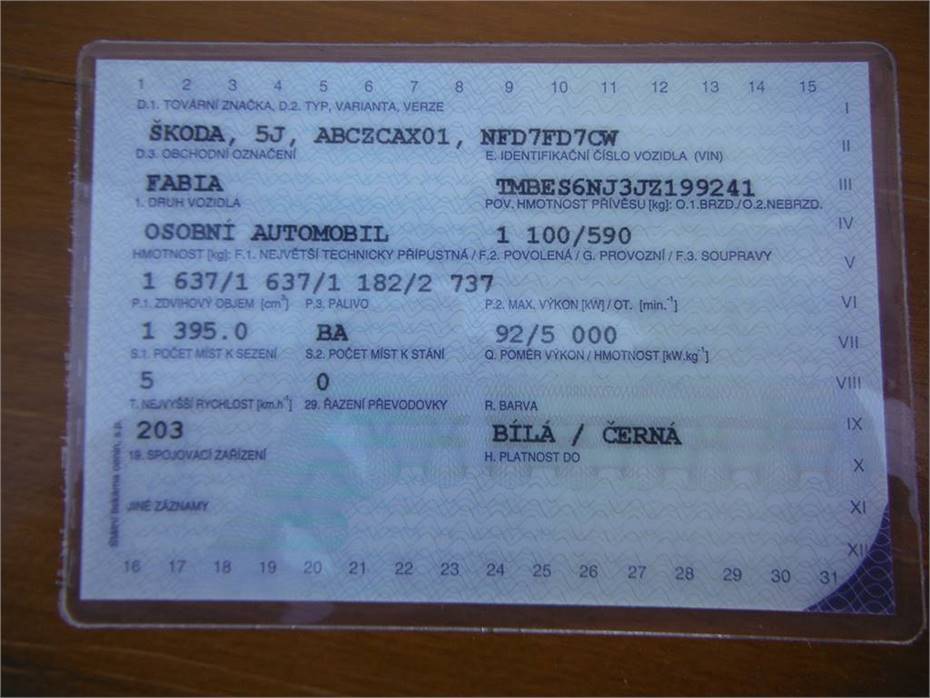 1 2 3 4 5 6 7 8 9 10 11 12 13 14 15
I
D.1. TOVÁRNÍ ZNAČKA, D.2. TYP, VARIANTA, VERZE
ŠKODA, 5J, ABCZCAX01, NFD7FD7CW
II
D.3. OBCHODNÍ OZNAČENÍ E. IDENTIFIKAČNÍ ČÍSLO VOZIDLA (VIN)
FABIA TMBES6NJ3JZ199241
III
1. DRUH VOZIDLA POV. HMOTNOST PŘÍVĚSU [kg]: O.1.BRZD./O.2.NEBRZD.
OSOBNÍ AUTOMOBIL 1 100/590
IV
HMOTNOST [kg]: F.1. NEJVĚTŠÍ TECHNICKY PŘÍPUSTNÁ / F.2. POVOLENÁ / G. PROVOZNÍ / F.3. SOUPRAVY
V
1 637/1 637/1 182/2 737
P.1. ZDVIHOVÝ OBJEM [cm³] P.3. PALIVO P.2. MAX. VÝKON [kW] / OT. [min.⁻¹]
VI
1 395.0 BA 92/5 000
VII
S.1. POČET MÍST K SEZENÍ S.2. POČET MÍST K STÁNÍ Q. POMĚR VÝKON / HMOTNOST [kW.kg⁻¹]
5 0
VIII
T. NEJVYŠŠÍ RYCHLOST [km.h⁻¹] 29. ŘAZENÍ PŘEVODOVKY R. BARVA
203 BÍLÁ / ČERNÁ
IX
19. SPOJOVACÍ ZAŘÍZENÍ H. PLATNOST DO
X
JINÉ ZÁZNAMY
XI
XII
16 17 18 19 20 21 22 23 24 25 26 27 28 29 30 31
Státní tiskárna cenin, s.p.